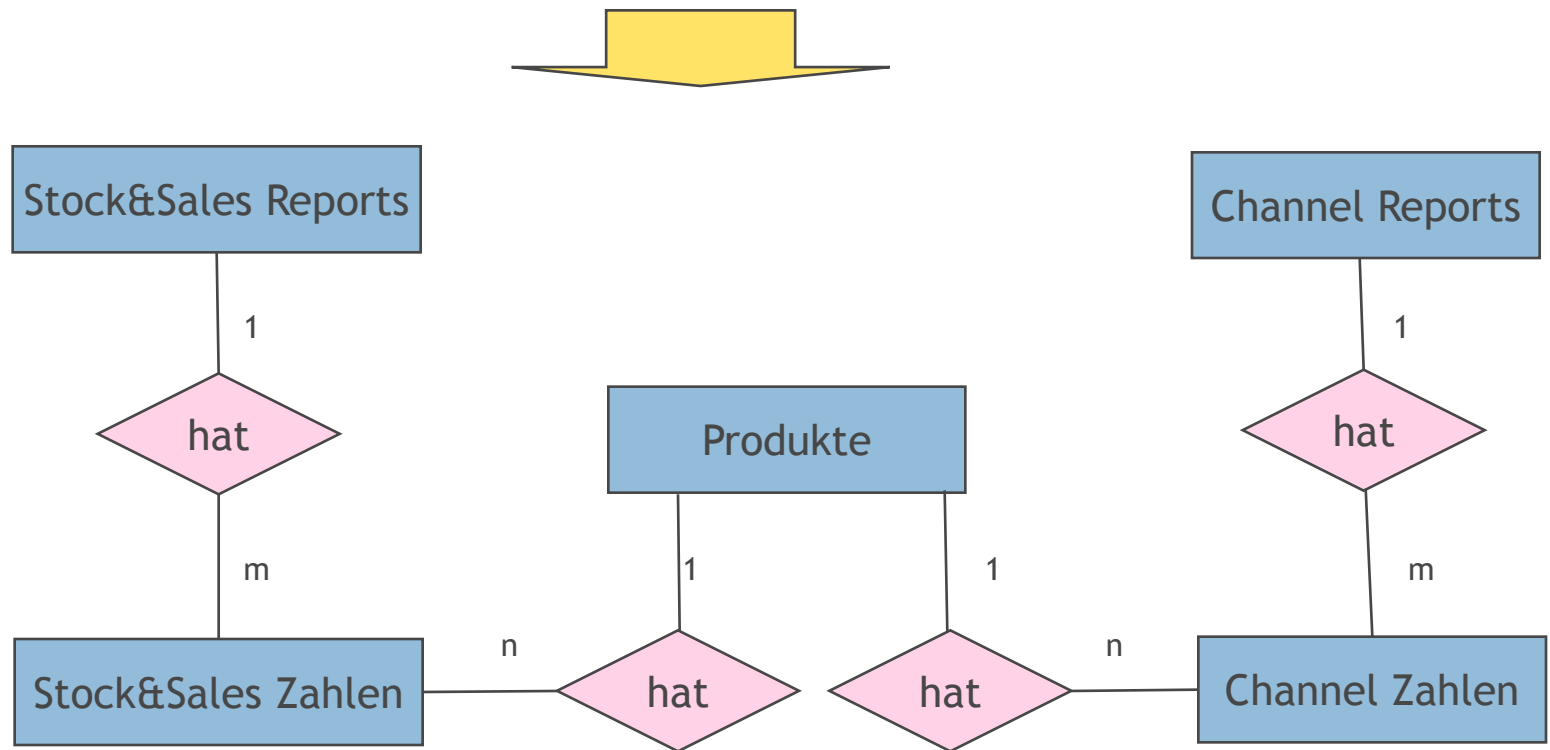 Stock&Sales Reports
Channel Reports
1
1
hat
Produkte
hat
m
1
1
m
n
n
Stock&Sales Zahlen
hat
hat
Channel Zahlen